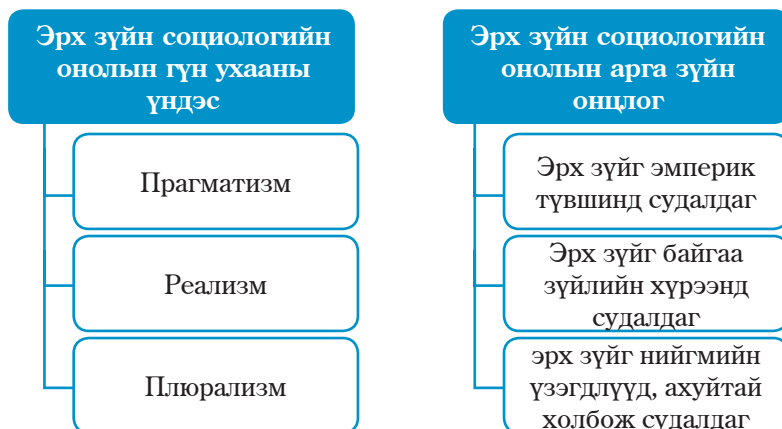 Эрх зүйн социологийн
онолын гүн ухааны
үндэс
Прагматизм
Реализм
Плюрализм
Эрх зүйн социологийн
онолын арга зүйн
онцлог
Эрх зүйг эмперик
түвшинд судалдаг
Эрх зүйг байгаа
зүйлийн хүрээнд
судалдаг
эрх зүйг нийгмийн
үзэгдлүүд, ахуйтай
холбож судалдаг